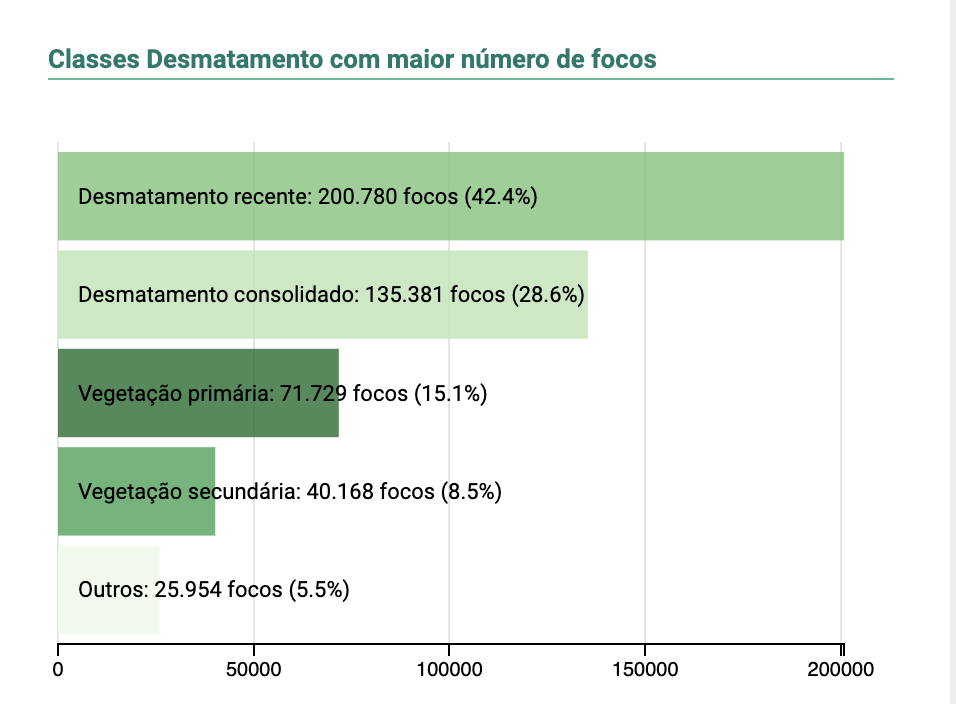 Classes Desmatamento com maior número de focos
Desmatamento recente: 200.780 focos (42.4%)
Desmatamento consolidado: 135.381 focos (28.6%)
Vegetação primária: 71.729 focos (15.1%)
Vegetação secundária: 40.168 focos (8.5%)
Outros: 25.954 focos (5.5%)
0 50000 100000 150000 200000